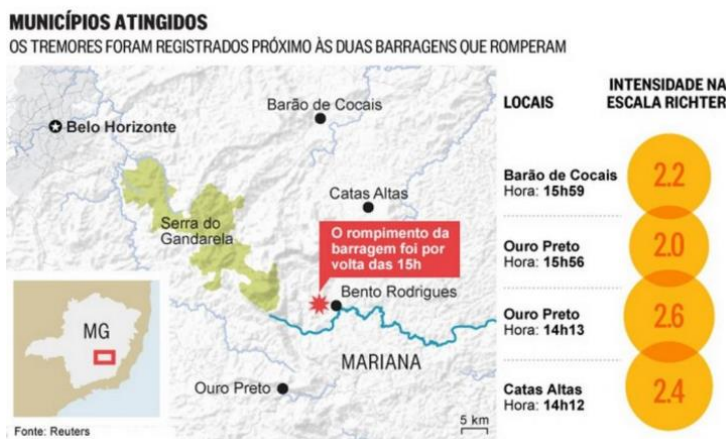 MUNICÍPIOS ATINGIDOS
OS TREMORES FORAM REGISTRADOS PRÓXIMO ÀS DUAS BARRAGENS QUE ROMPERAM
Belo Horizonte
Barão de Cocais
Catas Altas
Serra do
Gandarela
O rompimento da
barragem foi por
volta das 15h
Bento Rodrigues
MG
MARIANA
Ouro Preto
5 km
Fonte: Reuters
LOCAIS
INTENSIDADE NA
ESCALA RICHTER
Barão de Cocais
Hora: 15h59
2.2
Ouro Preto
Hora: 15h56
2.0
Ouro Preto
Hora: 14h13
2.6
Catas Altas
Hora: 14h12
2.4